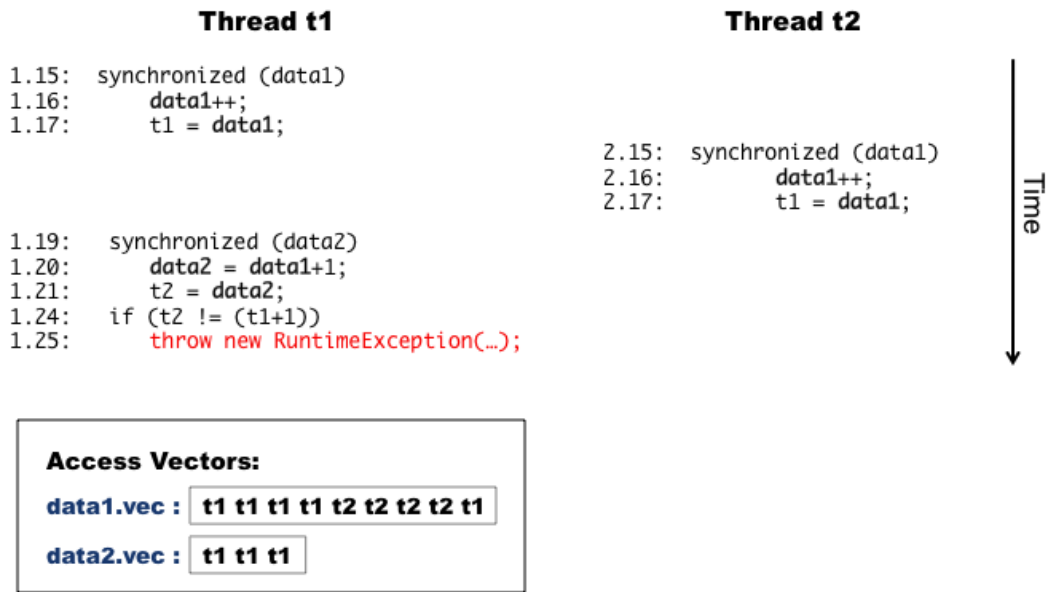 Thread t1
Thread t2
1.15: synchronized (data1)
1.16: data1++;
1.17: t1 = data1;
2.15: synchronized (data1)
2.16: data1++;
2.17: t1 = data1;
1.19: synchronized (data2)
1.20: data2 = data1+1;
1.21: t2 = data2;
1.24: if (t2 != (t1+1))
1.25: throw new RuntimeException(…);
Time
Access Vectors:
data1.vec : t1 t1 t1 t1 t2 t2 t2 t2 t1
data2.vec : t1 t1 t1